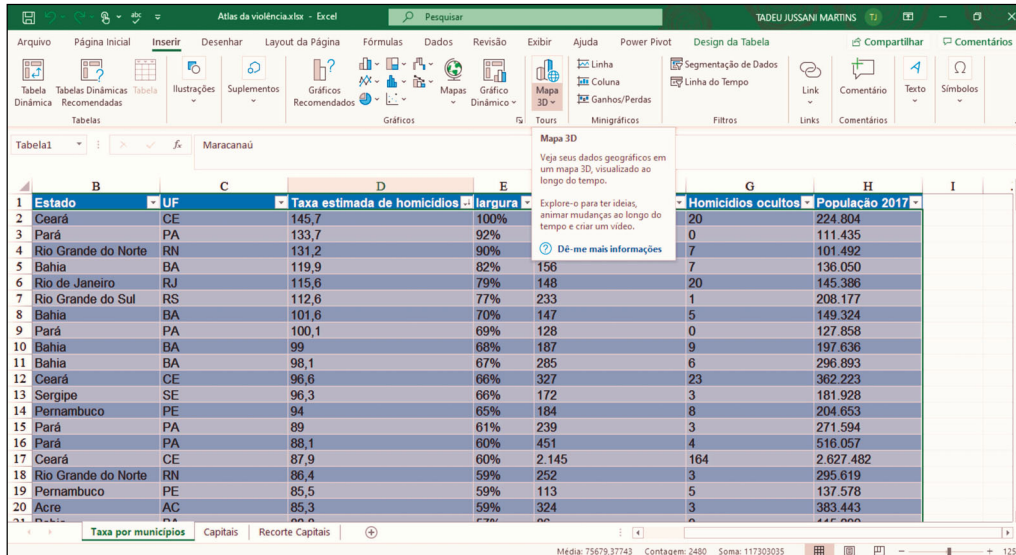 Atlas da violência.xlsx - Excel
Pesquisar
TADEU JUSSANI MARTINS TJ
Arquivo Página Inicial Inserir Desenhar Layout da Página Fórmulas Dados Revisão Exibir Ajuda Power Pivot Design da Tabela Compartilhar Comentários
Tabela Dinâmica
Tabelas Dinâmicas Recomendadas
Tabela
Ilustrações
Suplementos
Gráficos Recomendados
Mapas
Gráfico Dinâmico
Mapa 3D
Linha
Coluna
Ganhos/Perdas
Segmentação de Dados
Linha do Tempo
Link
Comentário
Texto
Símbolos
Tabelas Gráficos Tours Minigráficos Filtros Links Comentários
Tabela1 fx Maracanaú
Mapa 3D
Veja seus dados geográficos em
um mapa 3D, visualizado ao
longo do tempo.
Explore-o para ter ideias,
animar mudanças ao longo do
tempo e criar um vídeo.
Dê-me mais informações
B C D E G H I
1 Estado UF Taxa estimada de homicídios largura Homicídios ocultos População 2017
2 Ceará CE 145,7 100% 20 224.804
3 Pará PA 133,7 92% 0 111.435
4 Rio Grande do Norte RN 131,2 90% 7 101.492
5 Bahia BA 119,9 82% 156 7 136.050
6 Rio de Janeiro RJ 115,6 79% 148 20 145.386
7 Rio Grande do Sul RS 112,6 77% 233 1 208.177
8 Bahia BA 101,6 70% 147 5 149.324
9 Pará PA 100,1 69% 128 0 127.858
10 Bahia BA 99 68% 187 9 197.636
11 Bahia BA 98,1 67% 285 6 296.893
12 Ceará CE 96,6 66% 327 23 362.223
13 Sergipe SE 96,3 66% 172 3 181.928
14 Pernambuco PE 94 65% 184 8 204.653
15 Pará PA 89 61% 239 3 271.594
16 Pará PA 88,1 60% 451 4 516.057
17 Ceará CE 87,9 60% 2.145 164 2.627.482
18 Rio Grande do Norte RN 86,4 59% 252 3 295.619
19 Pernambuco PE 85,5 59% 113 5 137.578
20 Acre AC 85,3 59% 324 3 383.443
Taxa por municípios Capitais Recorte Capitais
Média: 75679,37743 Contagem: 2480 Soma: 117303035